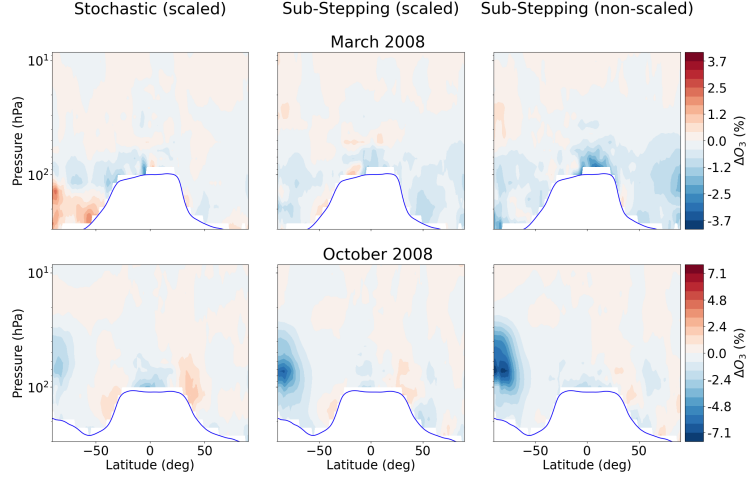 Stochastic (scaled) Sub-Stepping (scaled) Sub-Stepping (non-scaled)
March 2008
Pressure (hPa)
10¹
10²
3.7
2.5
1.2
0.0
−1.2
−2.5
−3.7
ΔO₃ (%)
October 2008
Pressure (hPa)
10¹
10²
7.1
4.8
2.4
0.0
−2.4
−4.8
−7.1
ΔO₃ (%)
−50 0 50 −50 0 50 −50 0 50
Latitude (deg) Latitude (deg) Latitude (deg)